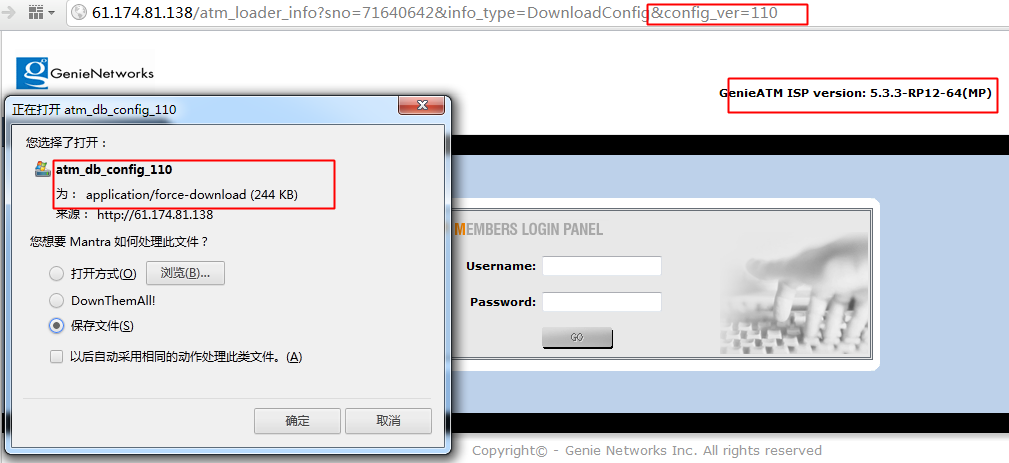 61.174.81.138/atm_loader_info?sno=71640642&info_type=DownloadConfig&config_ver=110
g GenieNetworks
GenieATM ISP version: 5.3.3-RP12-64(MP)
正在打开 atm_db_config_110
您选择了打开：
atm_db_config_110
为： application/force-download (244 KB)
来源： http://61.174.81.138
您想要 Mantra 如何处理此文件？
打开方式(O) 浏览(B)...
DownThemAll!
保存文件(S)
以后自动采用相同的动作处理此类文件。(A)
确定 取消
MEMBERS LOGIN PANEL
Username:
Password:
GO
Copyright© - Genie Networks Inc. All rights reserved